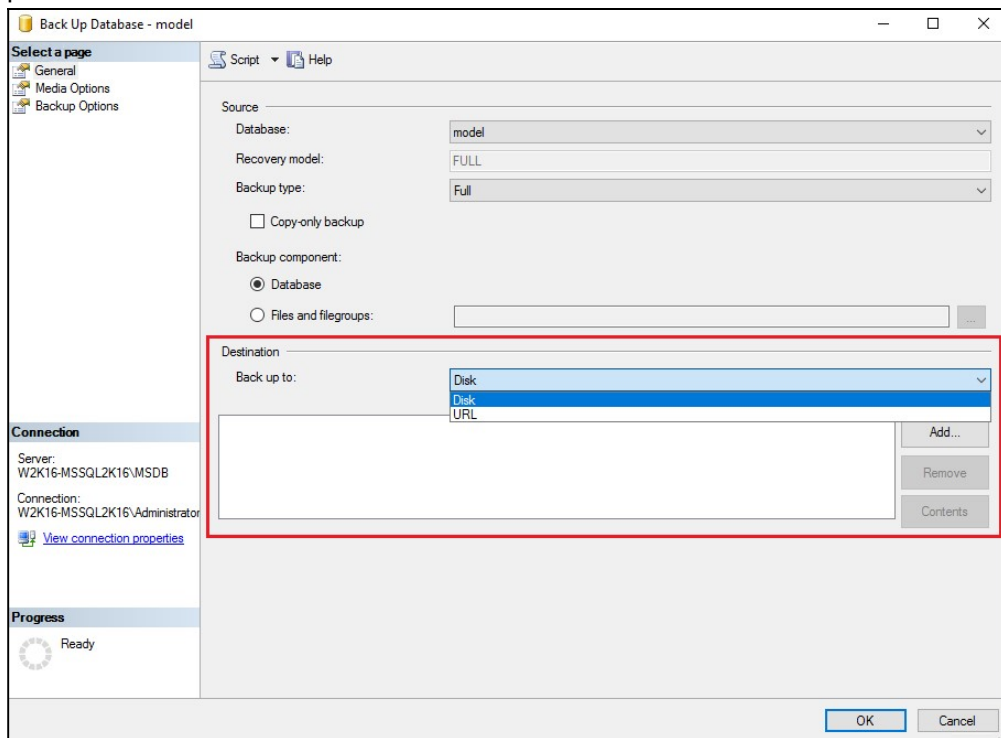 Back Up Database - model
Select a page
General
Media Options
Backup Options
Script
Help
Source
Database:
model
Recovery model:
FULL
Backup type:
Full
Copy-only backup
Backup component:
Database
Files and filegroups:
...
Destination
Back up to:
Disk
Disk
URL
Add...
Remove
Contents
Connection
Server:
W2K16-MSSQL2K16\MSDB
Connection:
W2K16-MSSQL2K16\Administrator
View connection properties
Progress
Ready
OK
Cancel